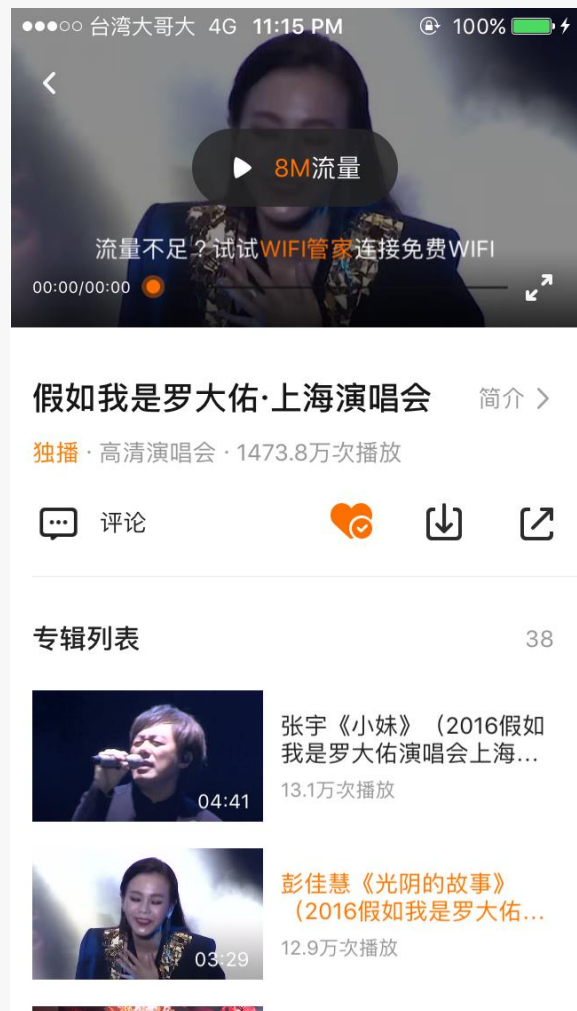 台湾大哥大 4G 11:15 PM 100%
8M流量
流量不足？试试WIFI管家连接免费WIFI
00:00/00:00
假如我是罗大佑·上海演唱会 简介
独播 · 高清演唱会 · 1473.8万次播放
评论
专辑列表 38
张宇《小妹》（2016假如
我是罗大佑演唱会上海...
04:41
13.1万次播放
彭佳慧《光阴的故事》
（2016假如我是罗大佑...
03:29
12.9万次播放